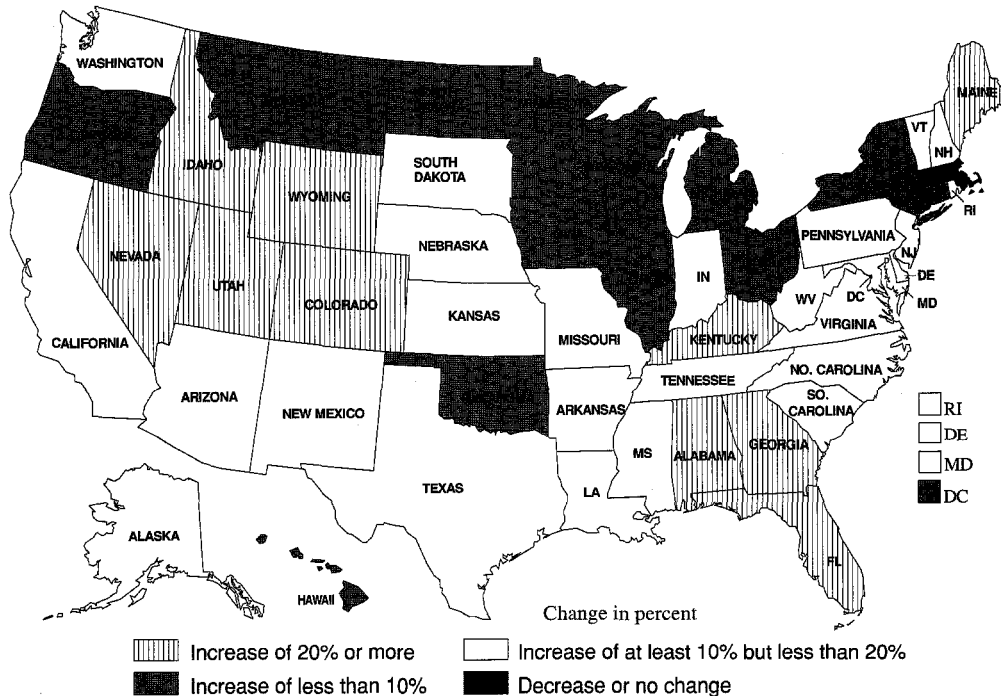 WASHINGTON
MAINE
VT
NH
IDAHO
SOUTH
DAKOTA
WYOMING
RI
PENNSYLVANIA
NEBRASKA
NEVADA
NJ
IN
UTAH
DE
COLORADO
WV
DC
MD
KANSAS
VIRGINIA
CALIFORNIA
MISSOURI
KENTUCKY
NO. CAROLINA
TENNESSEE
ARIZONA
SO.
CAROLINA
NEW MEXICO
ARKANSAS
RI
DE
MS
ALABAMA
GEORGIA
MD
TEXAS
LA
DC
ALASKA
FL
HAWAII
Change in percent
Increase of 20% or more
Increase of at least 10% but less than 20%
Increase of less than 10%
Decrease or no change